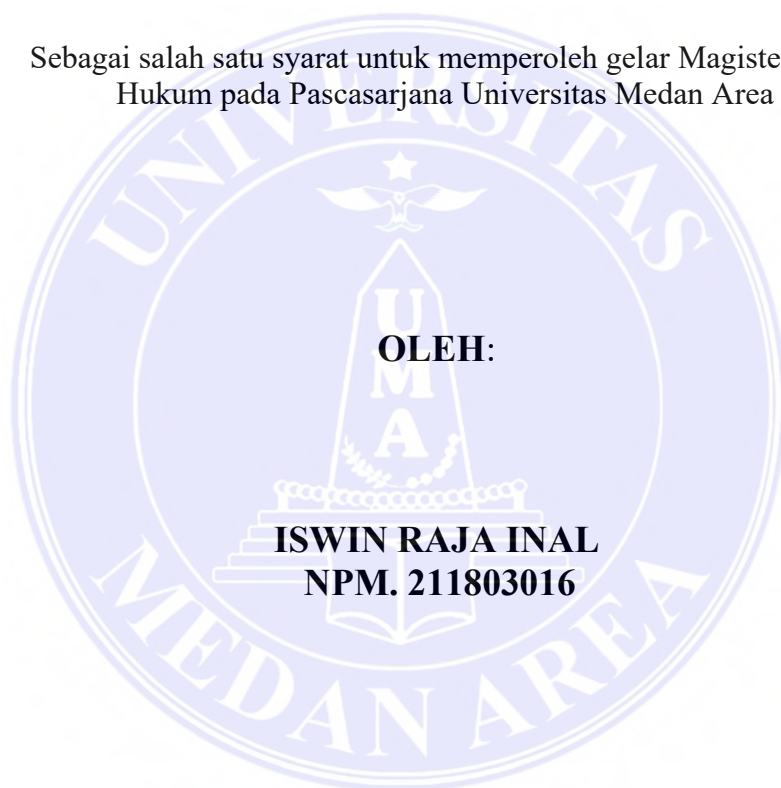 Sebagai salah satu syarat untuk memperoleh gelar Magiste
Hukum pada Pascasarjana Universitas Medan Area
UNIVERSITAS
UMA
OLEH:
ISWIN RAJA INAL
NPM. 211803016
MEDAN AREA